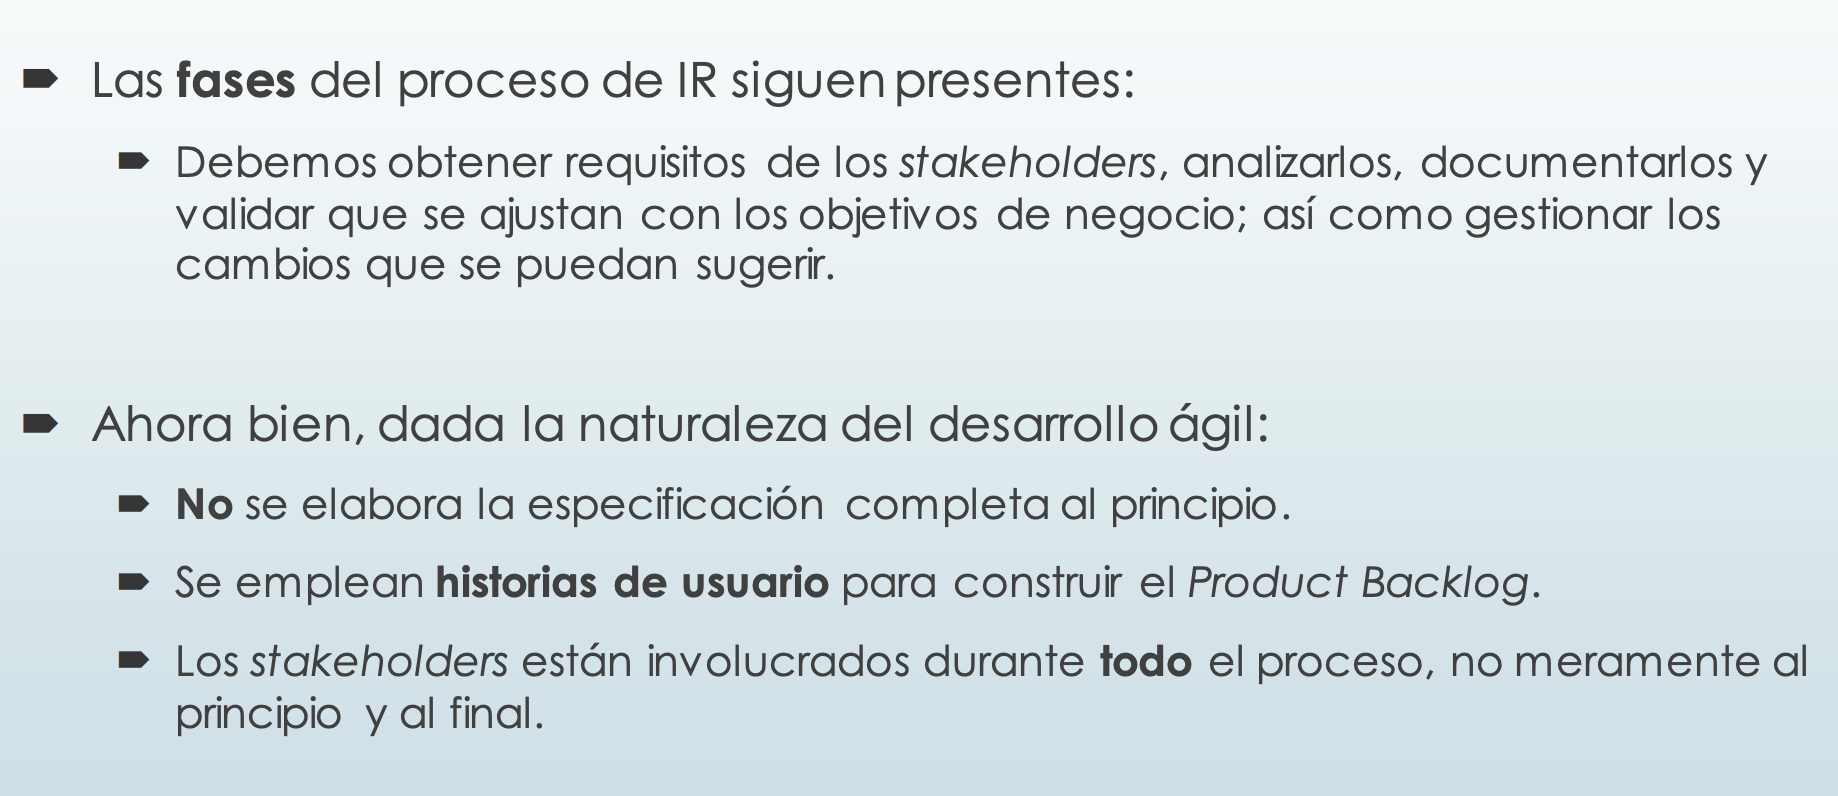 Las fases del proceso de IR siguen presentes:
Debemos obtener requisitos de los stakeholders, analizarlos, documentarlos y
validar que se ajustan con los objetivos de negocio; así como gestionar los
cambios que se puedan sugerir.
Ahora bien, dada la naturaleza del desarrollo ágil:
No se elabora la especificación completa al principio.
Se emplean historias de usuario para construir el Product Backlog.
Los stakeholders están involucrados durante todo el proceso, no meramente al
principio y al final.